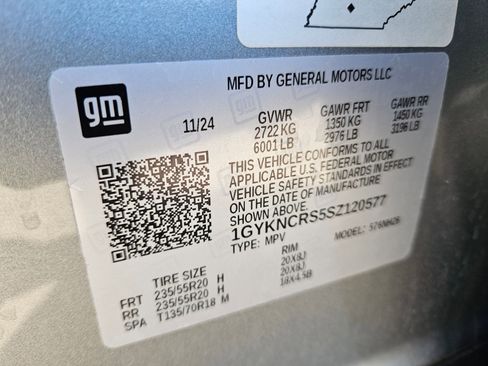 gm
MFD BY GENERAL MOTORS LLC
11/24 GVWR GAWR FRT GAWR RR
2722 KG 1350 KG 1450 KG
6001 LB 2976 LB 3196 LB
THIS VEHICLE CONFORMS TO ALL
APPLICABLE U.S. FEDERAL MOTOR
VEHICLE SAFETY STANDARDS IN EFFECT
ON THE DATE OF MANUFACTURE
SHOWN ABOVE.
1GYKNCRS5SZ120577
TYPE: MPV MODEL: 576N626
TIRE SIZE RIM
FRT 235/55R20 H 20X8J
RR 235/55R20 H 20X8J
SPA T135/70R18 M 18X4.5B